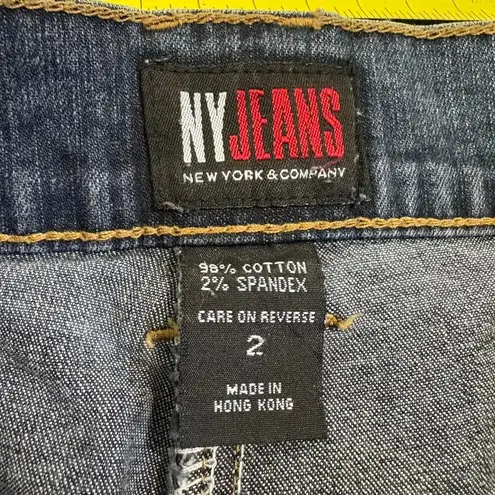 NYJEANS
NEW YORK & COMPANY
98% COTTON
2% SPANDEX
CARE ON REVERSE
2
MADE IN
HONG KONG